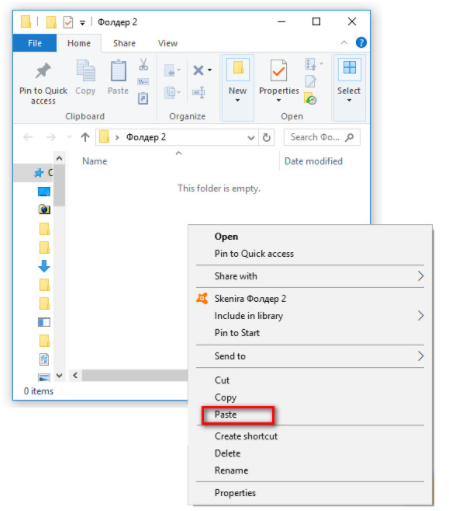 Фолдер 2
File Home Share View
Pin to Quick access Copy Paste New Properties Select
Clipboard Organize Open
Фолдер 2 Search Фо...
Name Date modified
This folder is empty.
0 items
Open
Pin to Quick access
Share with
Skenira Фолдер 2
Include in library
Pin to Start
Send to
Cut
Copy
Paste
Create shortcut
Delete
Rename
Properties